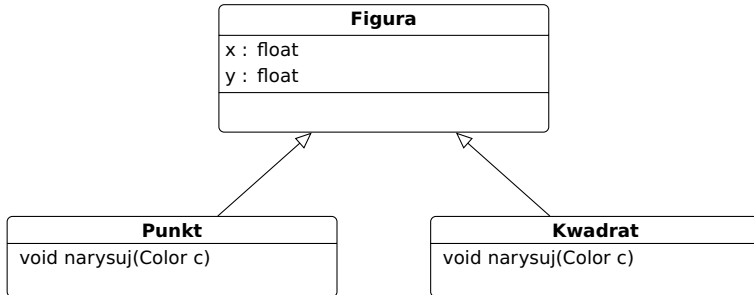 Figura
x : float
y : float
Punkt
void narysuj(Color c)
Kwadrat
void narysuj(Color c)